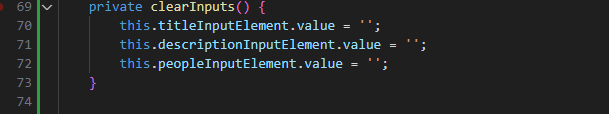 69 private clearInputs() {
70 this.titleInputElement.value = '';
71 this.descriptionInputElement.value = '';
72 this.peopleInputElement.value = '';
73 }
74